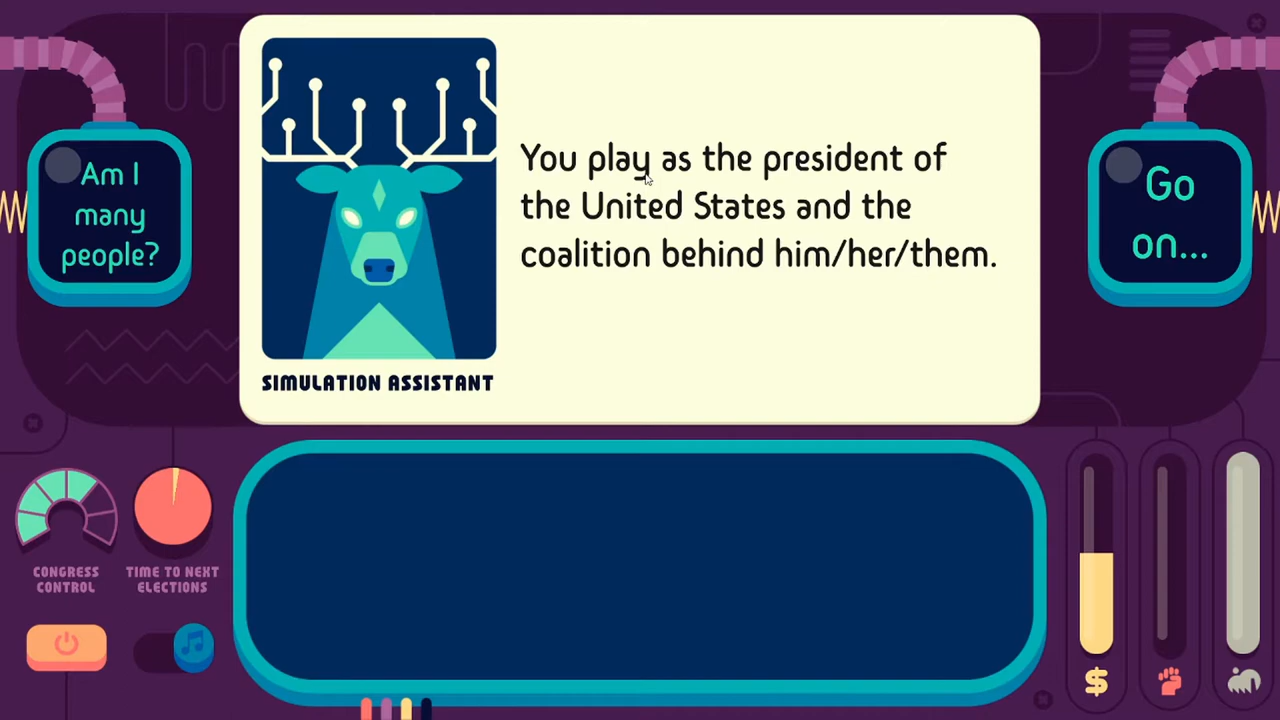 Am I
many
people?
You play as the president of
the United States and the
coalition behind him/her/them.
SIMULATION ASSISTANT
Go
on...
CONGRESS
CONTROL
TIME TO NEXT
ELECTIONS
$